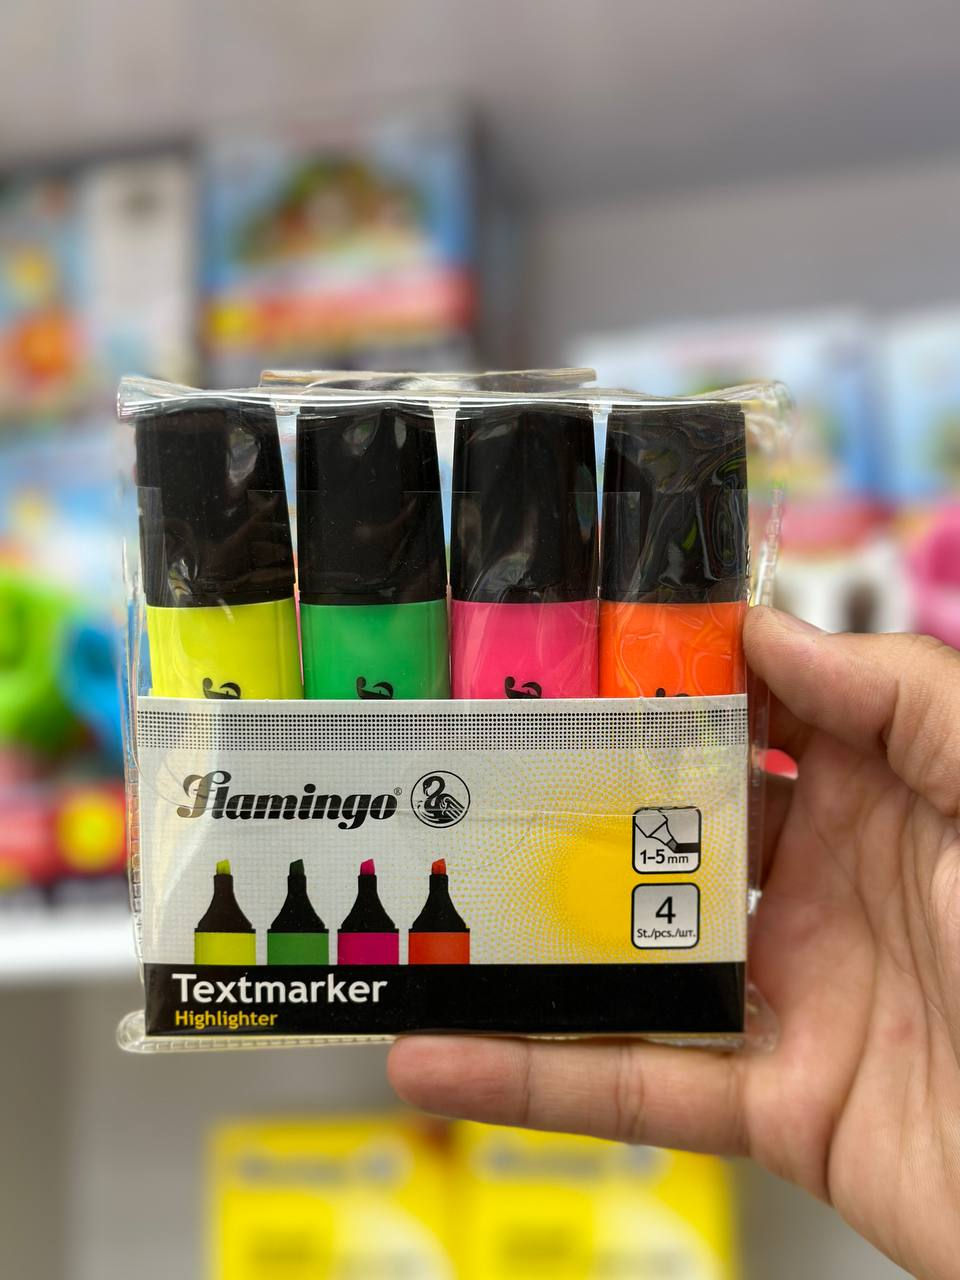 Flamingo®
1–5 mm
4
St./pcs./шт.
Textmarker
Highlighter